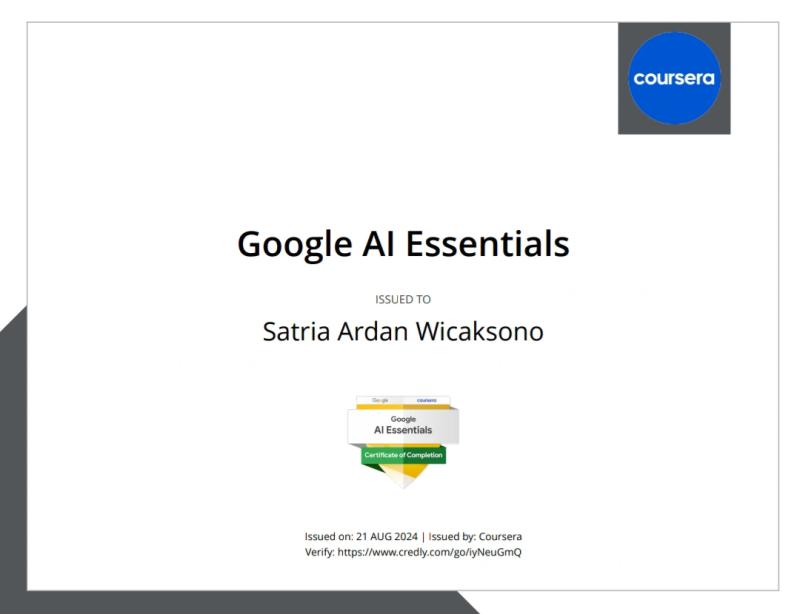 coursera
Google AI Essentials
ISSUED TO
Satria Ardan Wicaksono
Google coursera
Google
AI Essentials
Certificate of Completion
Issued on: 21 AUG 2024 | Issued by: Coursera
Verify: https://www.credly.com/go/iyNeuGmQ